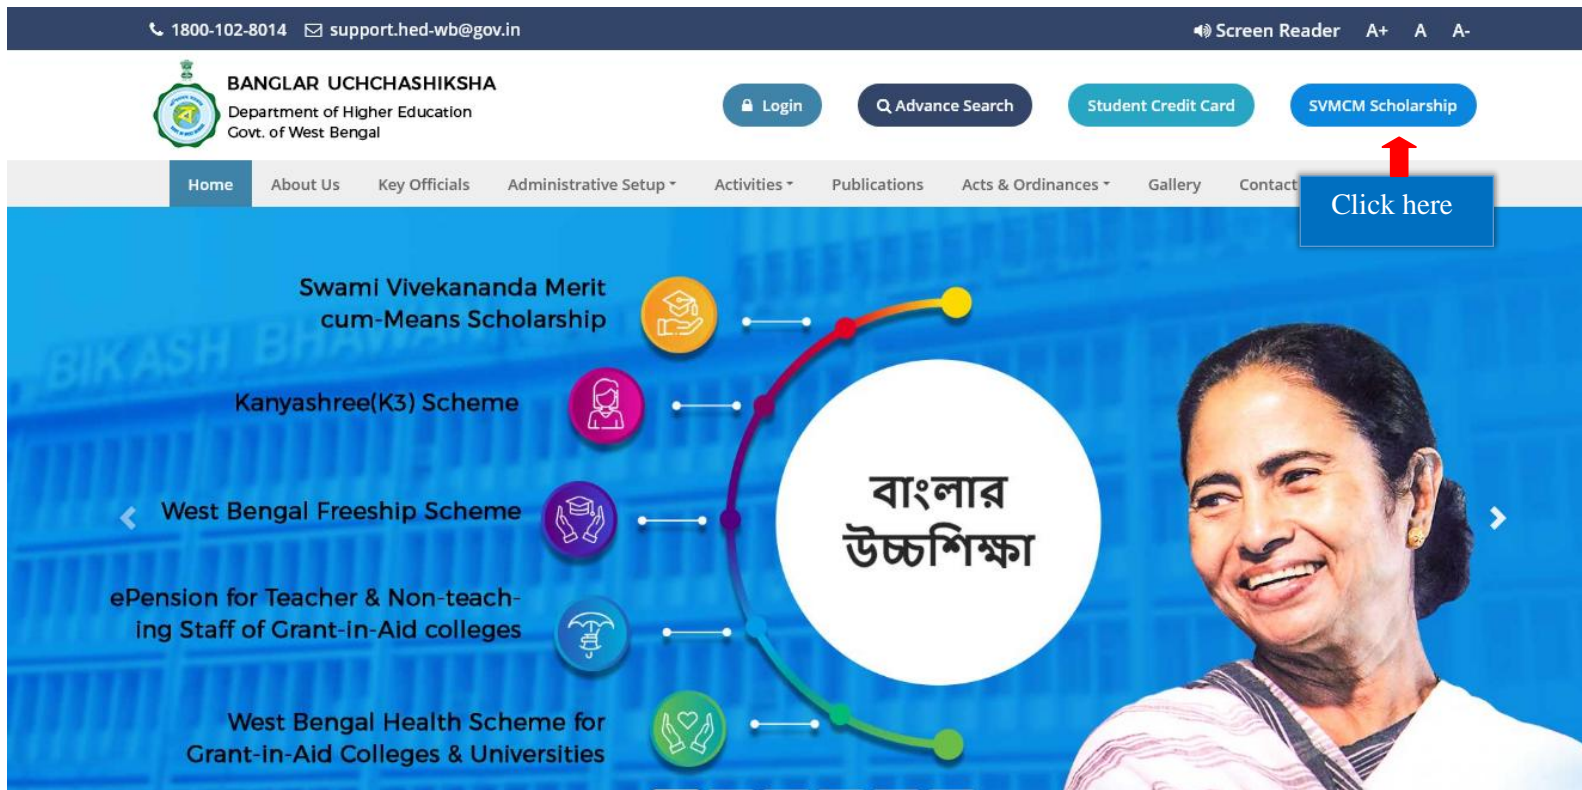 1800-102-8014 support.hed-wb@gov.in Screen Reader A+ A A-
BANGLAR UCHCHASHIKSHA
Department of Higher Education
Govt. of West Bengal
Login Advance Search Student Credit Card SVMCM Scholarship
Home About Us Key Officials Administrative Setup Activities Publications Acts & Ordinances Gallery Contact
Click here
BIKASH BHAWAN
Swami Vivekananda Merit
cum-Means Scholarship
Kanyashree(K3) Scheme
West Bengal Freeship Scheme
ePension for Teacher & Non-teach-
ing Staff of Grant-in-Aid colleges
West Bengal Health Scheme for
Grant-in-Aid Colleges & Universities
বাংলার
উচ্চশিক্ষা